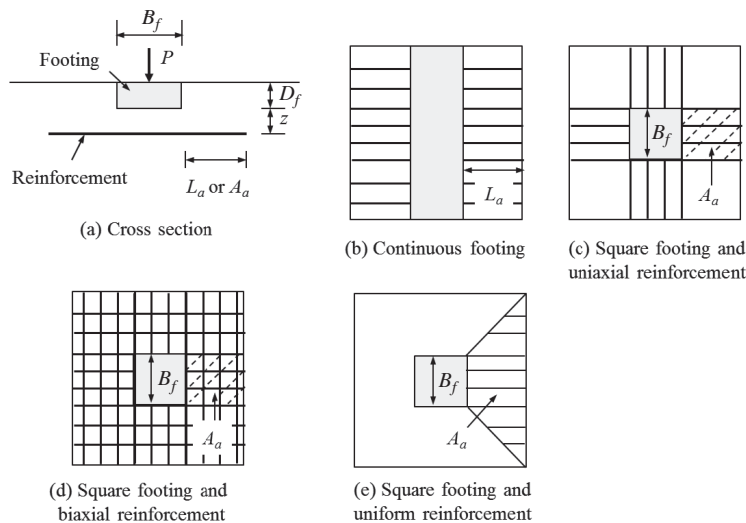 B_f
P
Footing
D_f
z
Reinforcement
L_a or A_a
(a) Cross section
L_a
(b) Continuous footing
B_f
A_a
(c) Square footing and
uniaxial reinforcement
B_f
A_a
(d) Square footing and
biaxial reinforcement
B_f
A_a
(e) Square footing and
uniform reinforcement